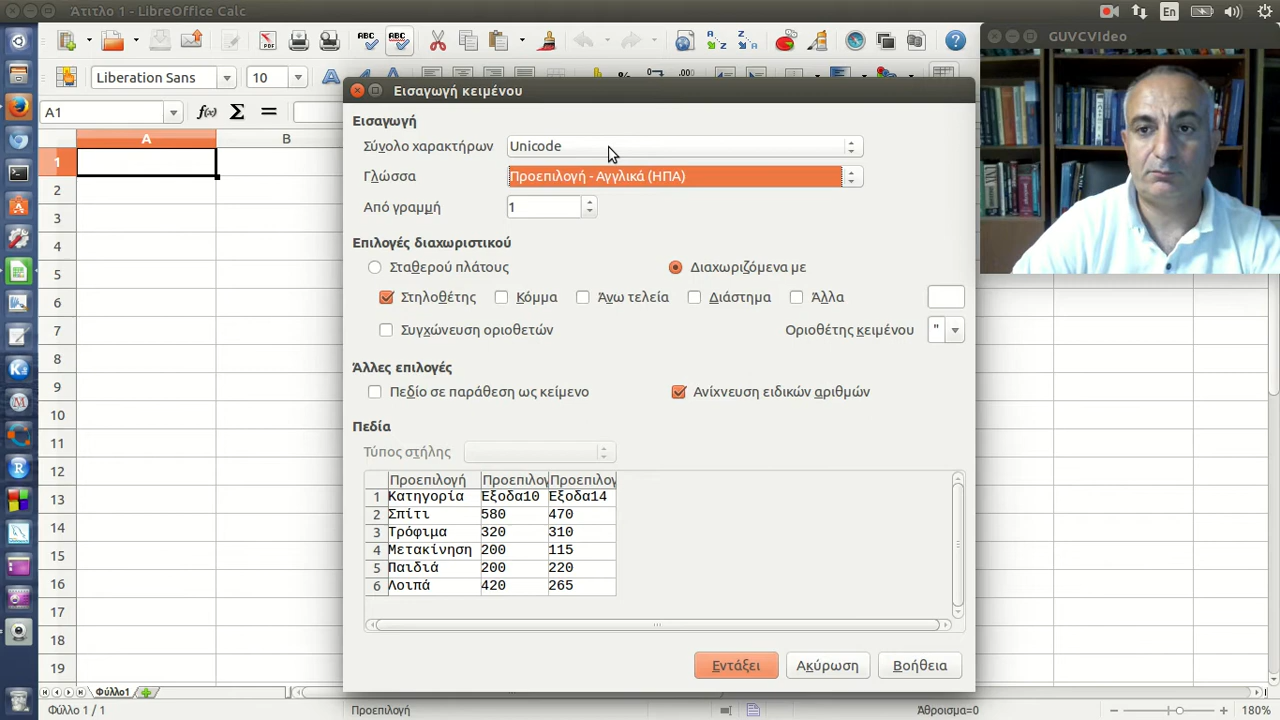 Άτιτλο 1 - LibreOffice Calc
En
GUVCVIdeo
Liberation Sans
10
A1
A
B
1
2
3
4
5
6
7
8
9
10
11
12
13
14
15
16
17
18
19
Εισαγωγή κειμένου
Εισαγωγή
Σύνολο χαρακτήρων Unicode
Γλώσσα Προεπιλογή - Αγγλικά (ΗΠΑ)
Από γραμμή 1
Επιλογές διαχωριστικού
Σταθερού πλάτους Διαχωριζόμενα με
Στηλοθέτης Κόμμα Άνω τελεία Διάστημα Άλλα
Συγχώνευση οριοθετών Οριοθέτης κειμένου "
Άλλες επιλογές
Πεδίο σε παράθεση ως κείμενο Ανίχνευση ειδικών αριθμών
Πεδία
Τύπος στήλης
Προεπιλογή Προεπιλογ Προεπιλογ
1 Κατηγορία Εξοδα10 Εξοδα14
2 Σπίτι 580 470
3 Τρόφιμα 320 310
4 Μετακίνηση 200 115
5 Παιδιά 200 220
6 Λοιπά 420 265
Εντάξει Ακύρωση Βοήθεια
Φύλλο1
Φύλλο 1 / 1 Προεπιλογή Άθροισμα=0 180%